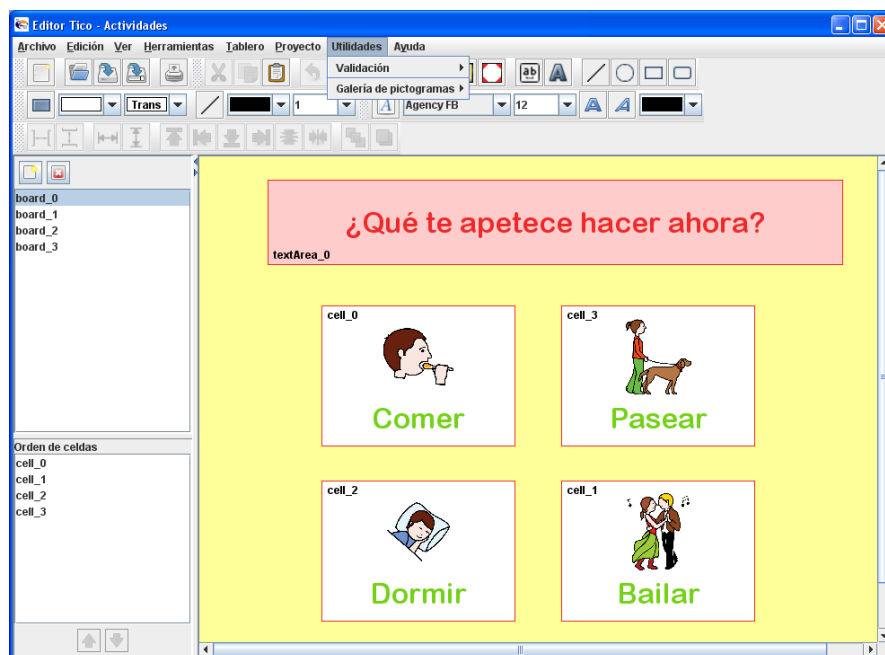 Editor Tico - Actividades
Archivo Edición Ver Herramientas Tablero Proyecto Utilidades Ayuda
Validación
Galería de pictogramas
ab A
Trans 1 A Agency FB 12 A A
board_0
board_1
board_2
board_3
¿Qué te apetece hacer ahora?
textArea_0
cell_0
Comer
cell_3
Pasear
cell_2
Dormir
cell_1
Bailar
Orden de celdas
cell_0
cell_1
cell_2
cell_3